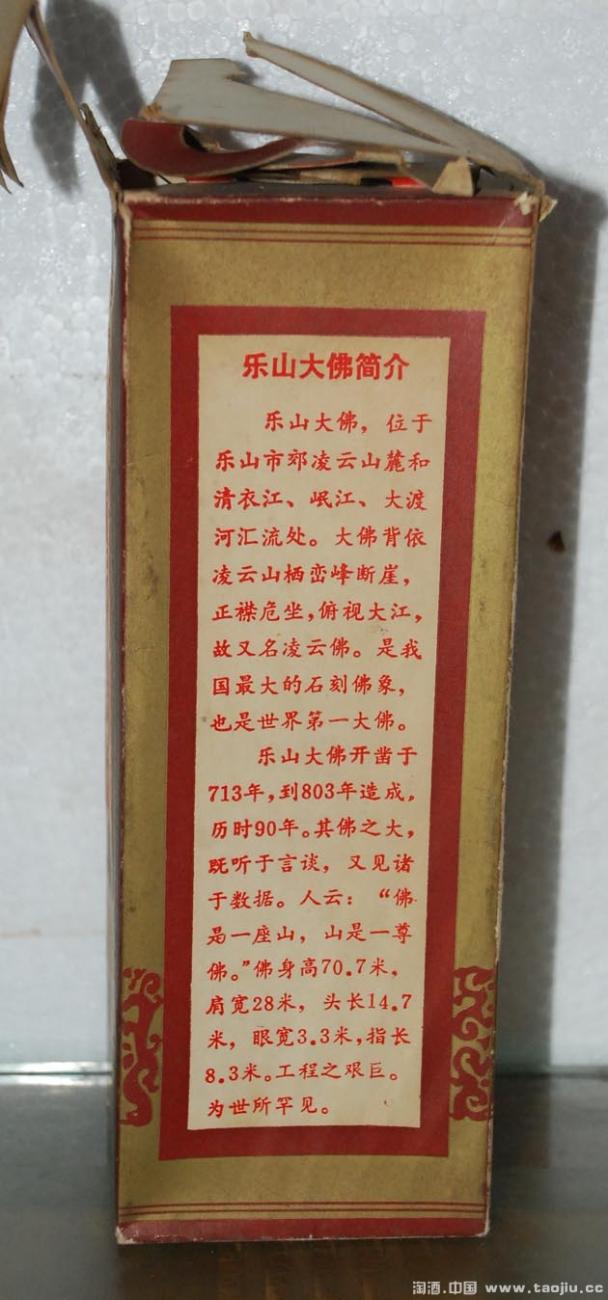 乐山大佛简介
乐山大佛，位于
乐山市郊凌云山麓和
清衣江、岷江、大渡
河汇流处。大佛背依
凌云山栖峦峰断崖，
正襟危坐，俯视大江，
故又名凌云佛。是我
国最大的石刻佛象，
也是世界第一大佛。
乐山大佛开凿于
713年，到803年造成，
历时90年。其佛之大，
既听于言谈，又见诸
于数据。人云：“佛
是一座山，山是一尊
佛。”佛身高70.7米，
肩宽28米，头长14.7
米，眼宽3.3米，指长
8.3米。工程之艰巨。
为世所罕见。
淘酒.中国 www.taojiu.cc